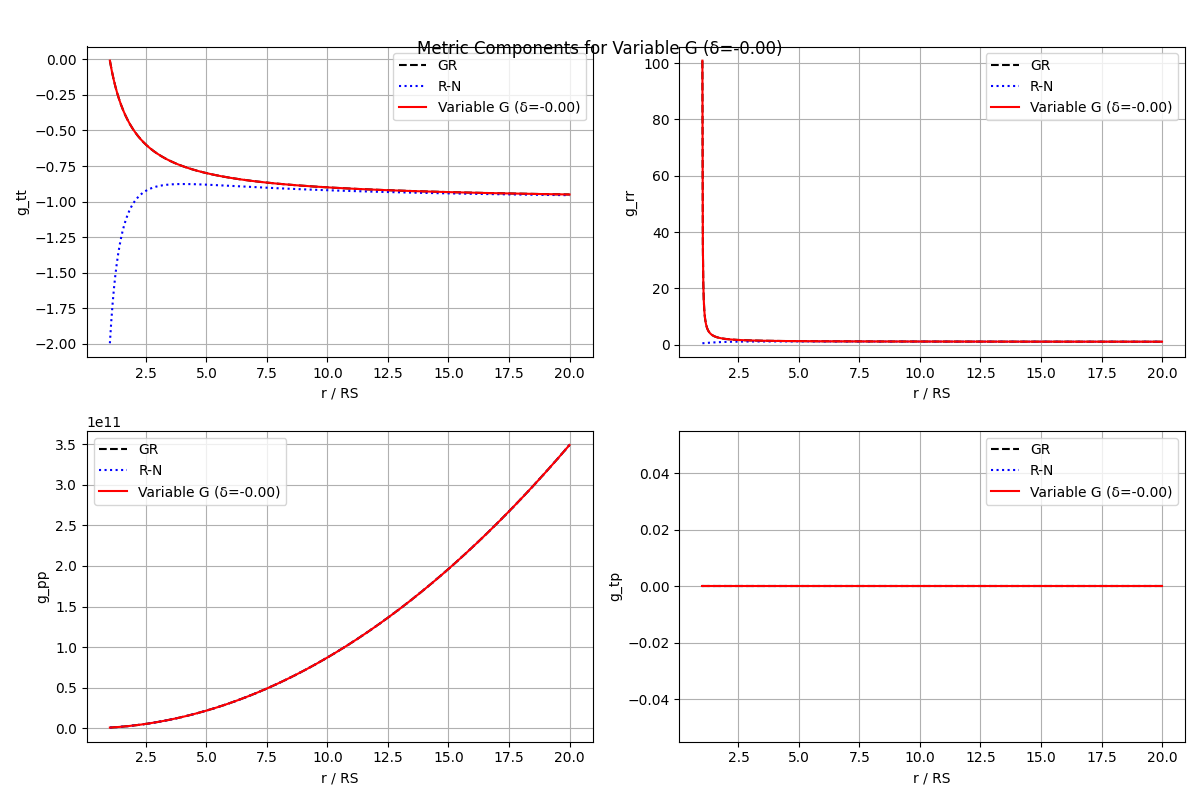 Metric Components for Variable G (δ=-0.00)
0.00
−0.25
−0.50
−0.75
−1.00
−1.25
−1.50
−1.75
−2.00
g_tt
GR
R-N
Variable G (δ=-0.00)
2.5 5.0 7.5 10.0 12.5 15.0 17.5 20.0
r / RS
100
80
60
40
20
0
g_rr
GR
R-N
Variable G (δ=-0.00)
2.5 5.0 7.5 10.0 12.5 15.0 17.5 20.0
r / RS
1e11
3.5
3.0
2.5
2.0
1.5
1.0
0.5
0.0
g_pp
GR
R-N
Variable G (δ=-0.00)
2.5 5.0 7.5 10.0 12.5 15.0 17.5 20.0
r / RS
0.04
0.02
0.00
−0.02
−0.04
g_tp
GR
R-N
Variable G (δ=-0.00)
2.5 5.0 7.5 10.0 12.5 15.0 17.5 20.0
r / RS